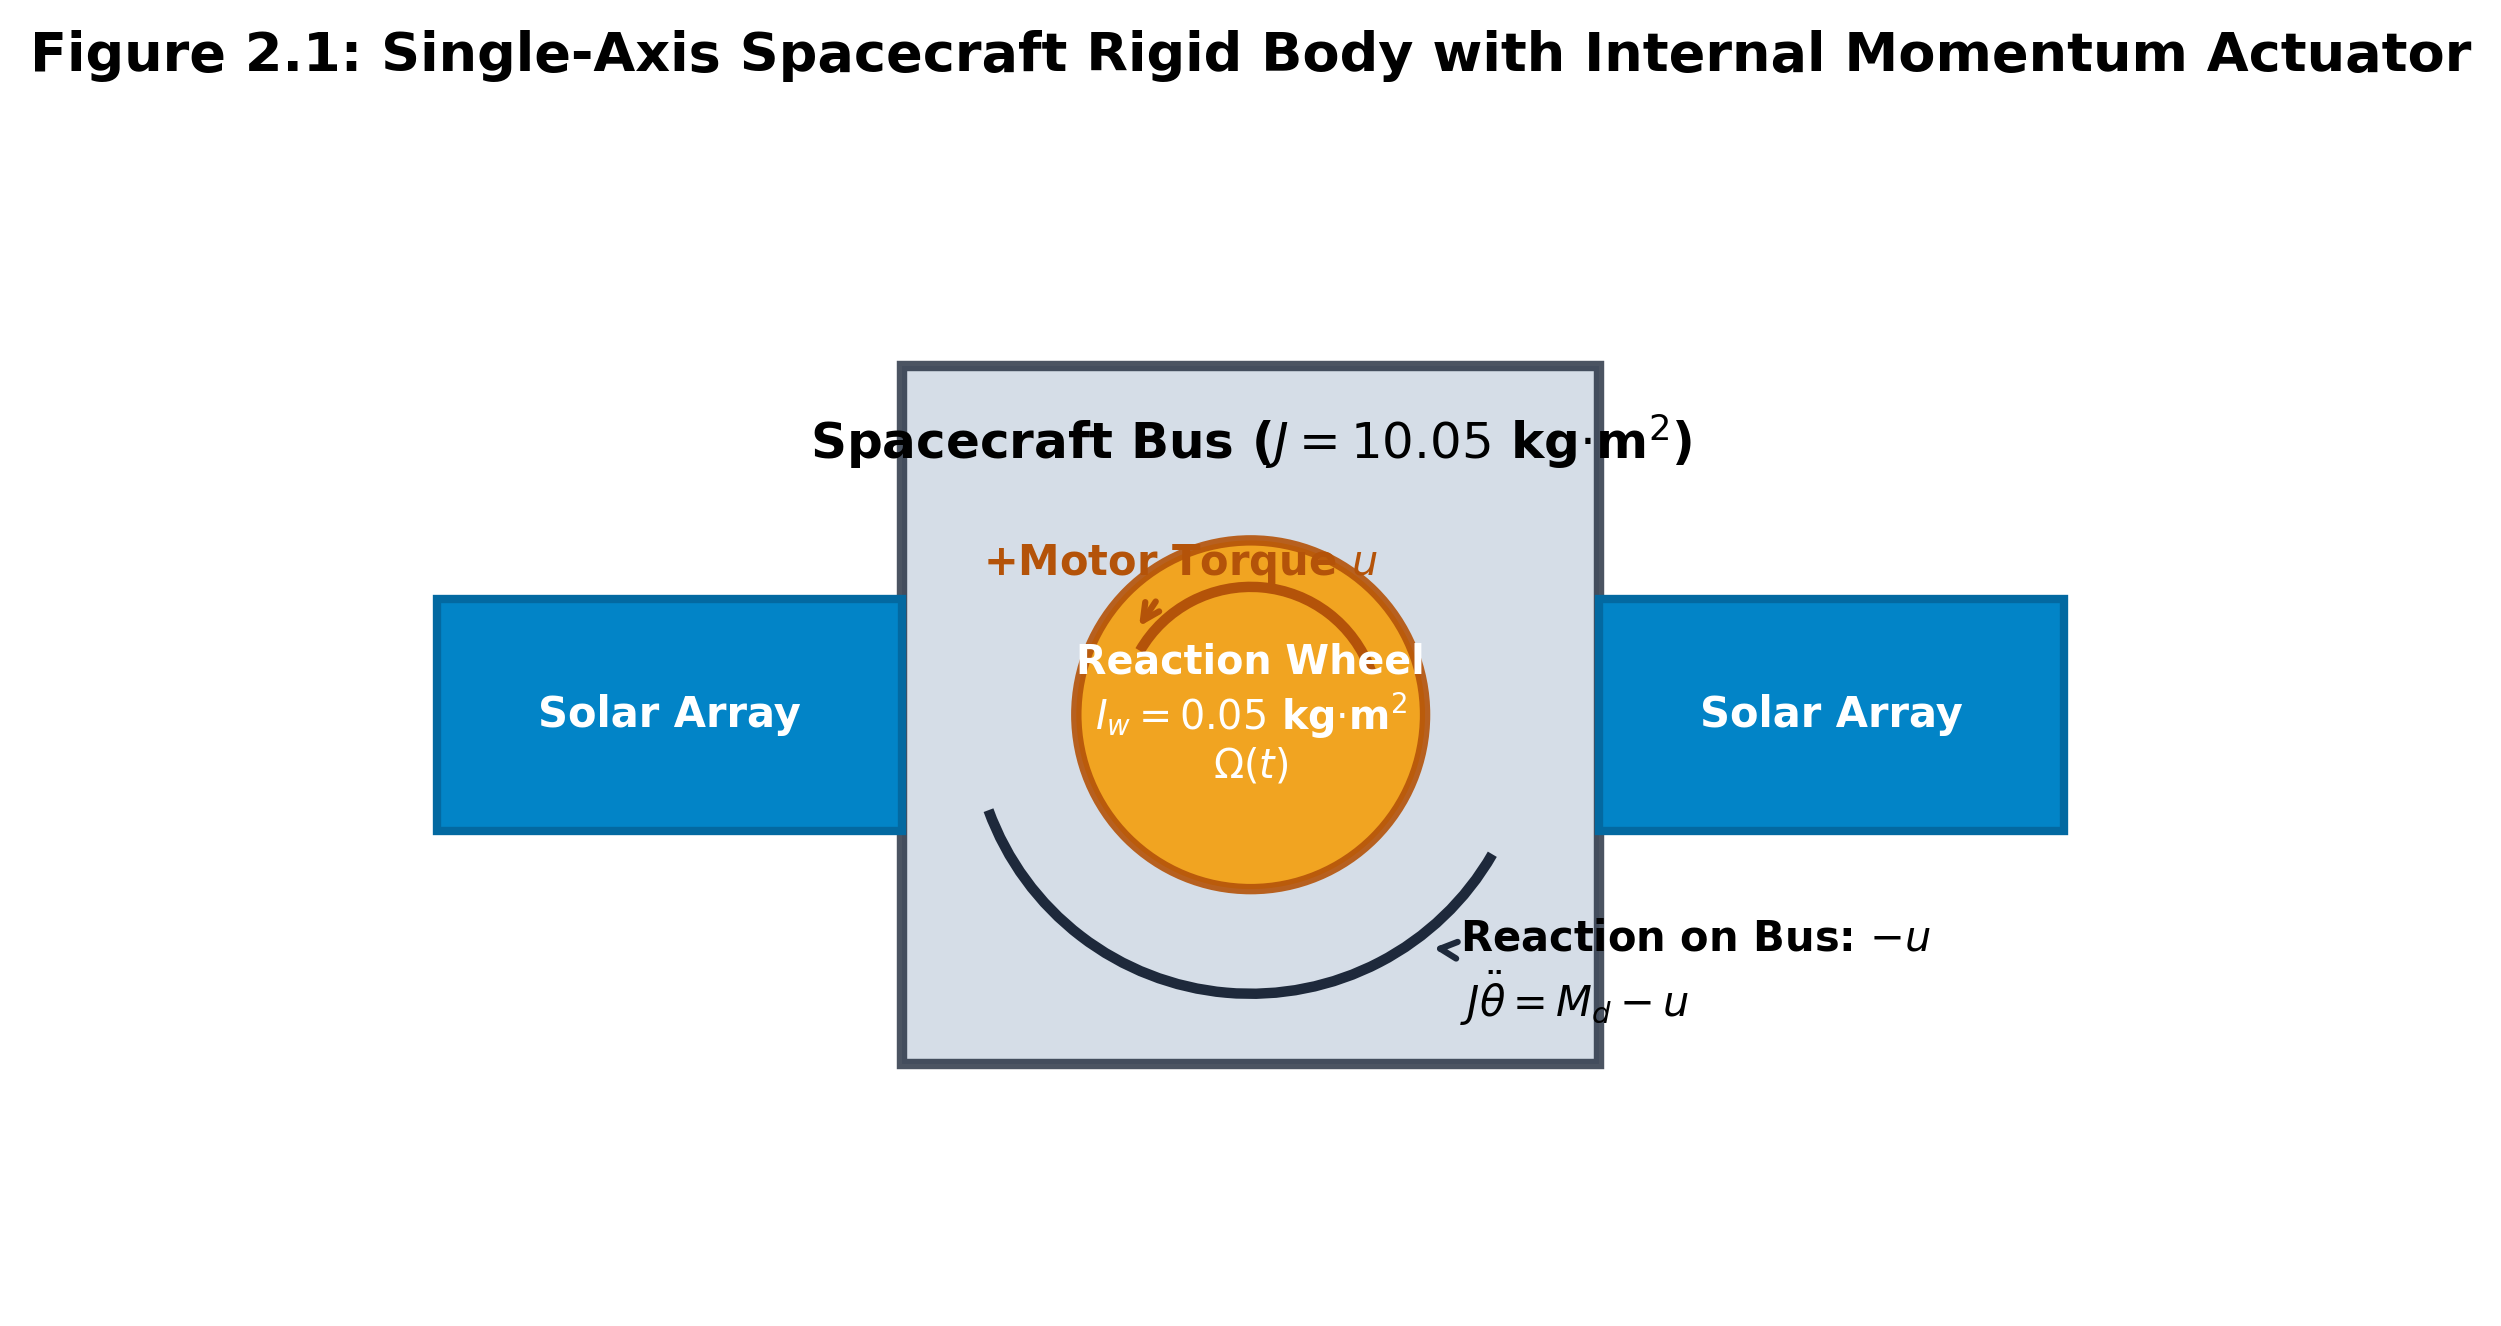 Figure 2.1: Single-Axis Spacecraft Rigid Body with Internal Momentum Actuator
Spacecraft Bus (J = 10.05 kg·m²)
+Motor Torque u
Reaction Wheel
I_w = 0.05 kg·m²
Ω(t)
Solar Array
Solar Array
Reaction on Bus: −u
Jθ̈ = M_d − u